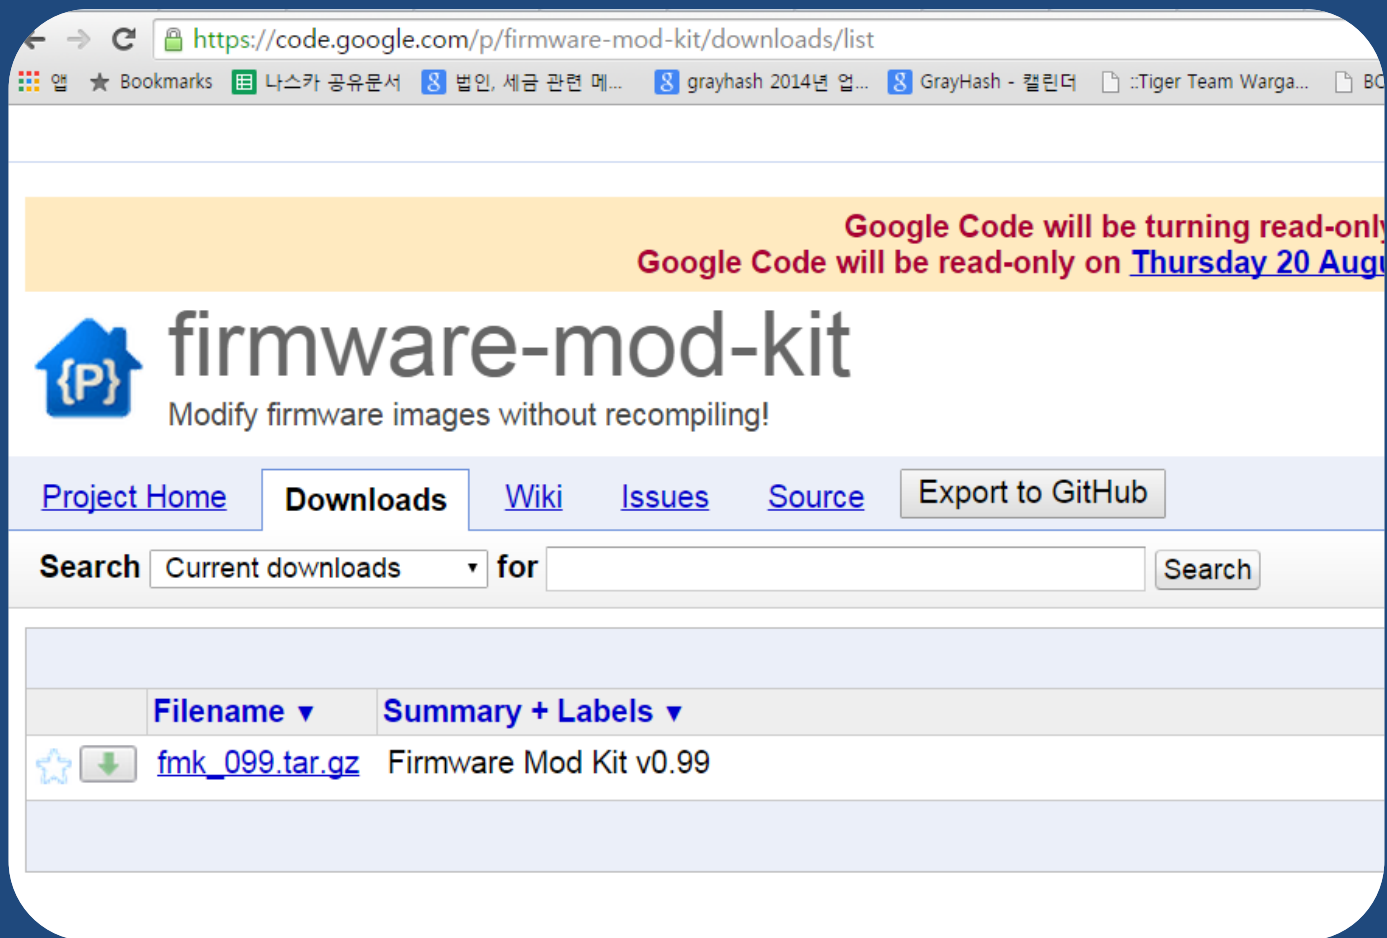 https://code.google.com/p/firmware-mod-kit/downloads/list
앱 Bookmarks 나스카 공유문서 법인, 세금 관련 메... grayhash 2014년 업... GrayHash - 캘린더 ::Tiger Team Warga...
Google Code will be turning read-only
Google Code will be read-only on Thursday 20 Augu
{P}
firmware-mod-kit
Modify firmware images without recompiling!
Project Home Downloads Wiki Issues Source Export to GitHub
Search Current downloads for Search
Filename ▼ Summary + Labels ▼
fmk_099.tar.gz Firmware Mod Kit v0.99